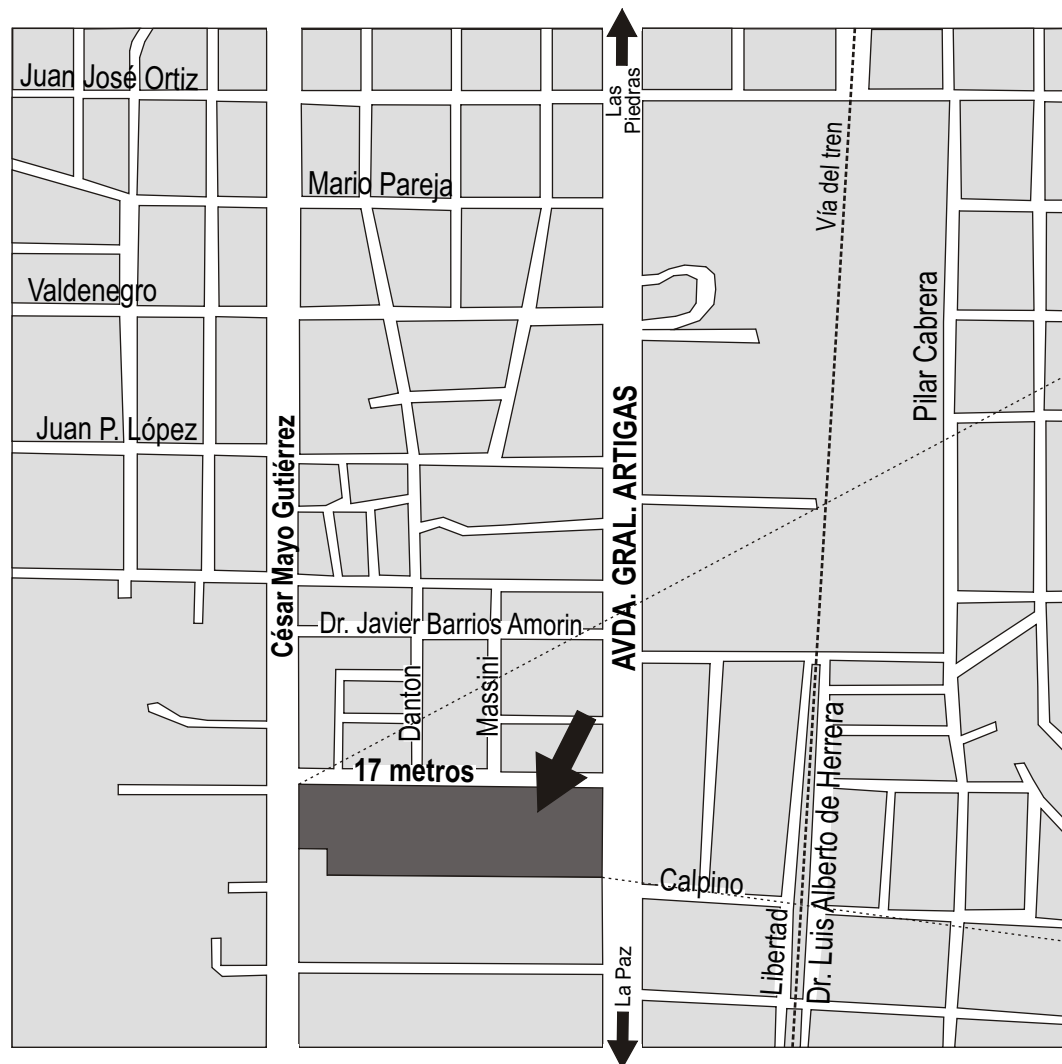 Juan José Ortiz
Las
Piedras
Vía del tren
Mario Pareja
Valdenegro
Pilar Cabrera
Juan P. López
César Mayo Gutiérrez
AVDA. GRAL. ARTIGAS
Dr. Javier Barrios Amorin
Danton
Massini
17 metros
Dr. Luis Alberto de Herrera
Calpino
Libertad
La Paz